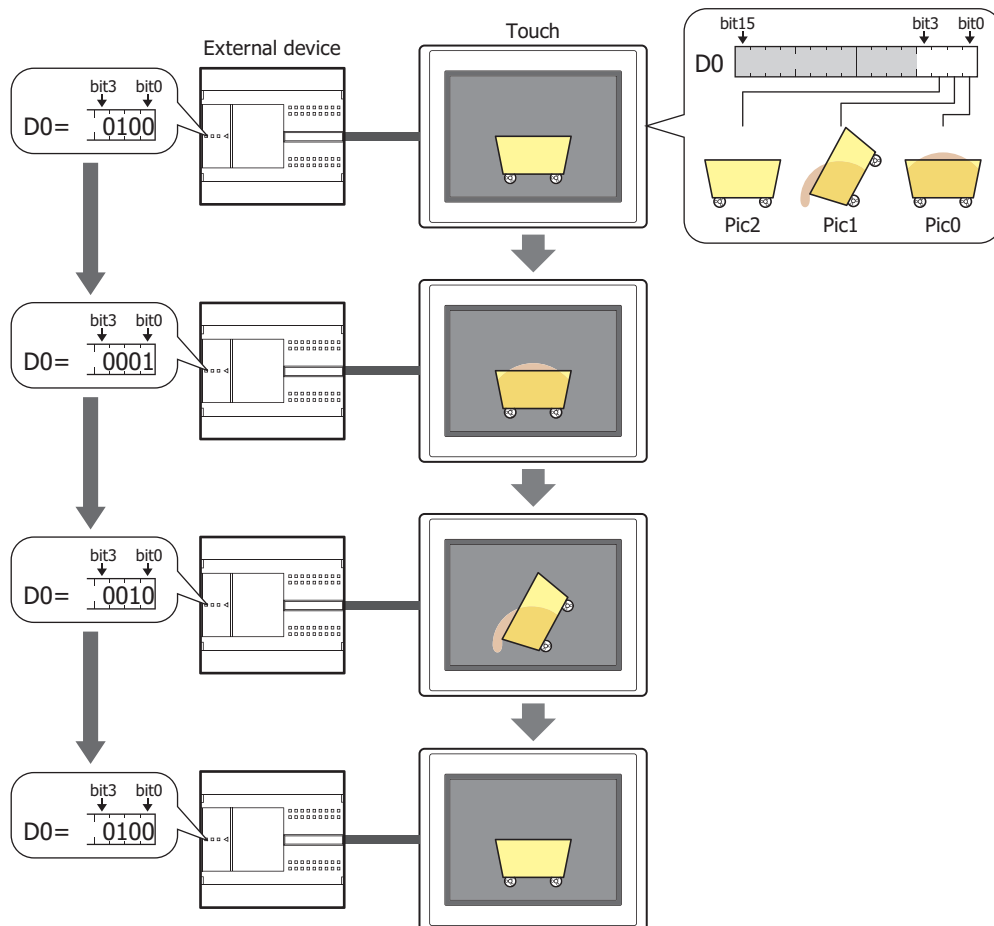 External device
Touch
bit15
bit3
bit0
D0
Pic2
Pic1
Pic0
bit3
bit0
D0=
0100
bit3
bit0
D0=
0001
bit3
bit0
D0=
0010
bit3
bit0
D0=
0100